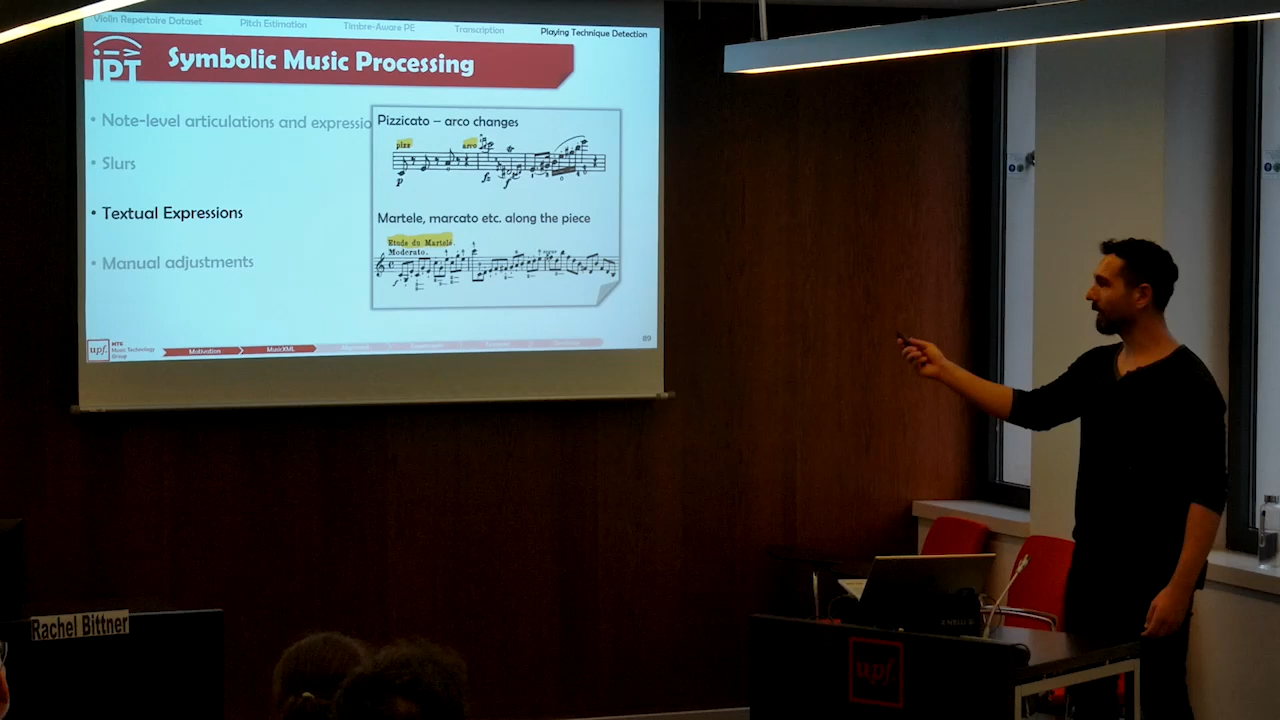 Violin Repertoire Dataset
Pitch Estimation
Timbre-Aware PE
Transcription
Playing Technique Detection
iPT
Symbolic Music Processing
• Note-level articulations and expressio
• Slurs
• Textual Expressions
• Manual adjustments
Pizzicato – arco changes
pizz
arco
p
fz
f
Martele, marcato etc. along the piece
Etude du Martelé.
Moderato.
upf.
MTG
Music Technology
Group
Motivation
MusicXML
89
Rachel Bittner
upf.